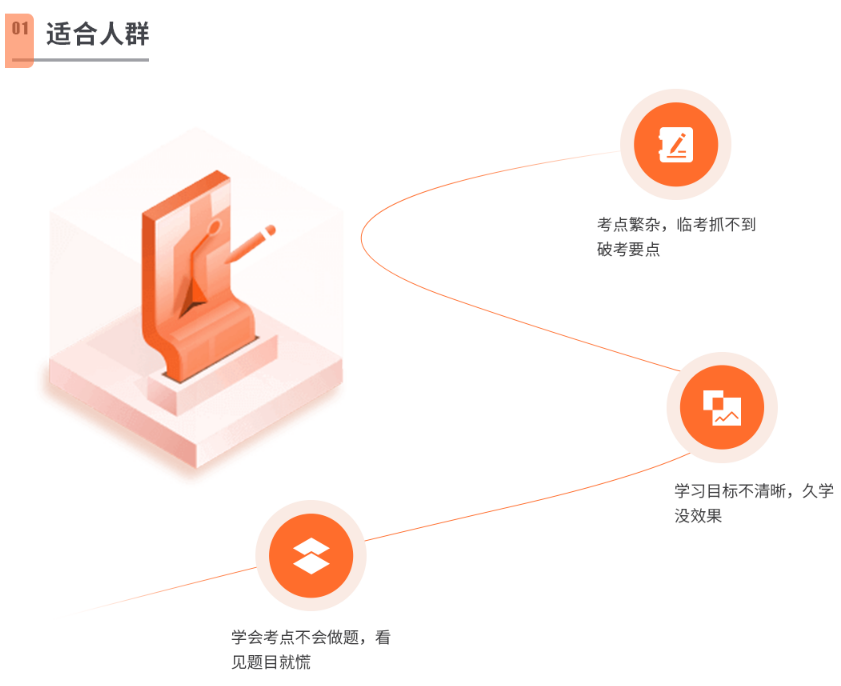 01 适合人群
考点繁杂，临考抓不到
破考要点
学习目标不清晰，久学
没效果
学会考点不会做题，看
见题目就慌